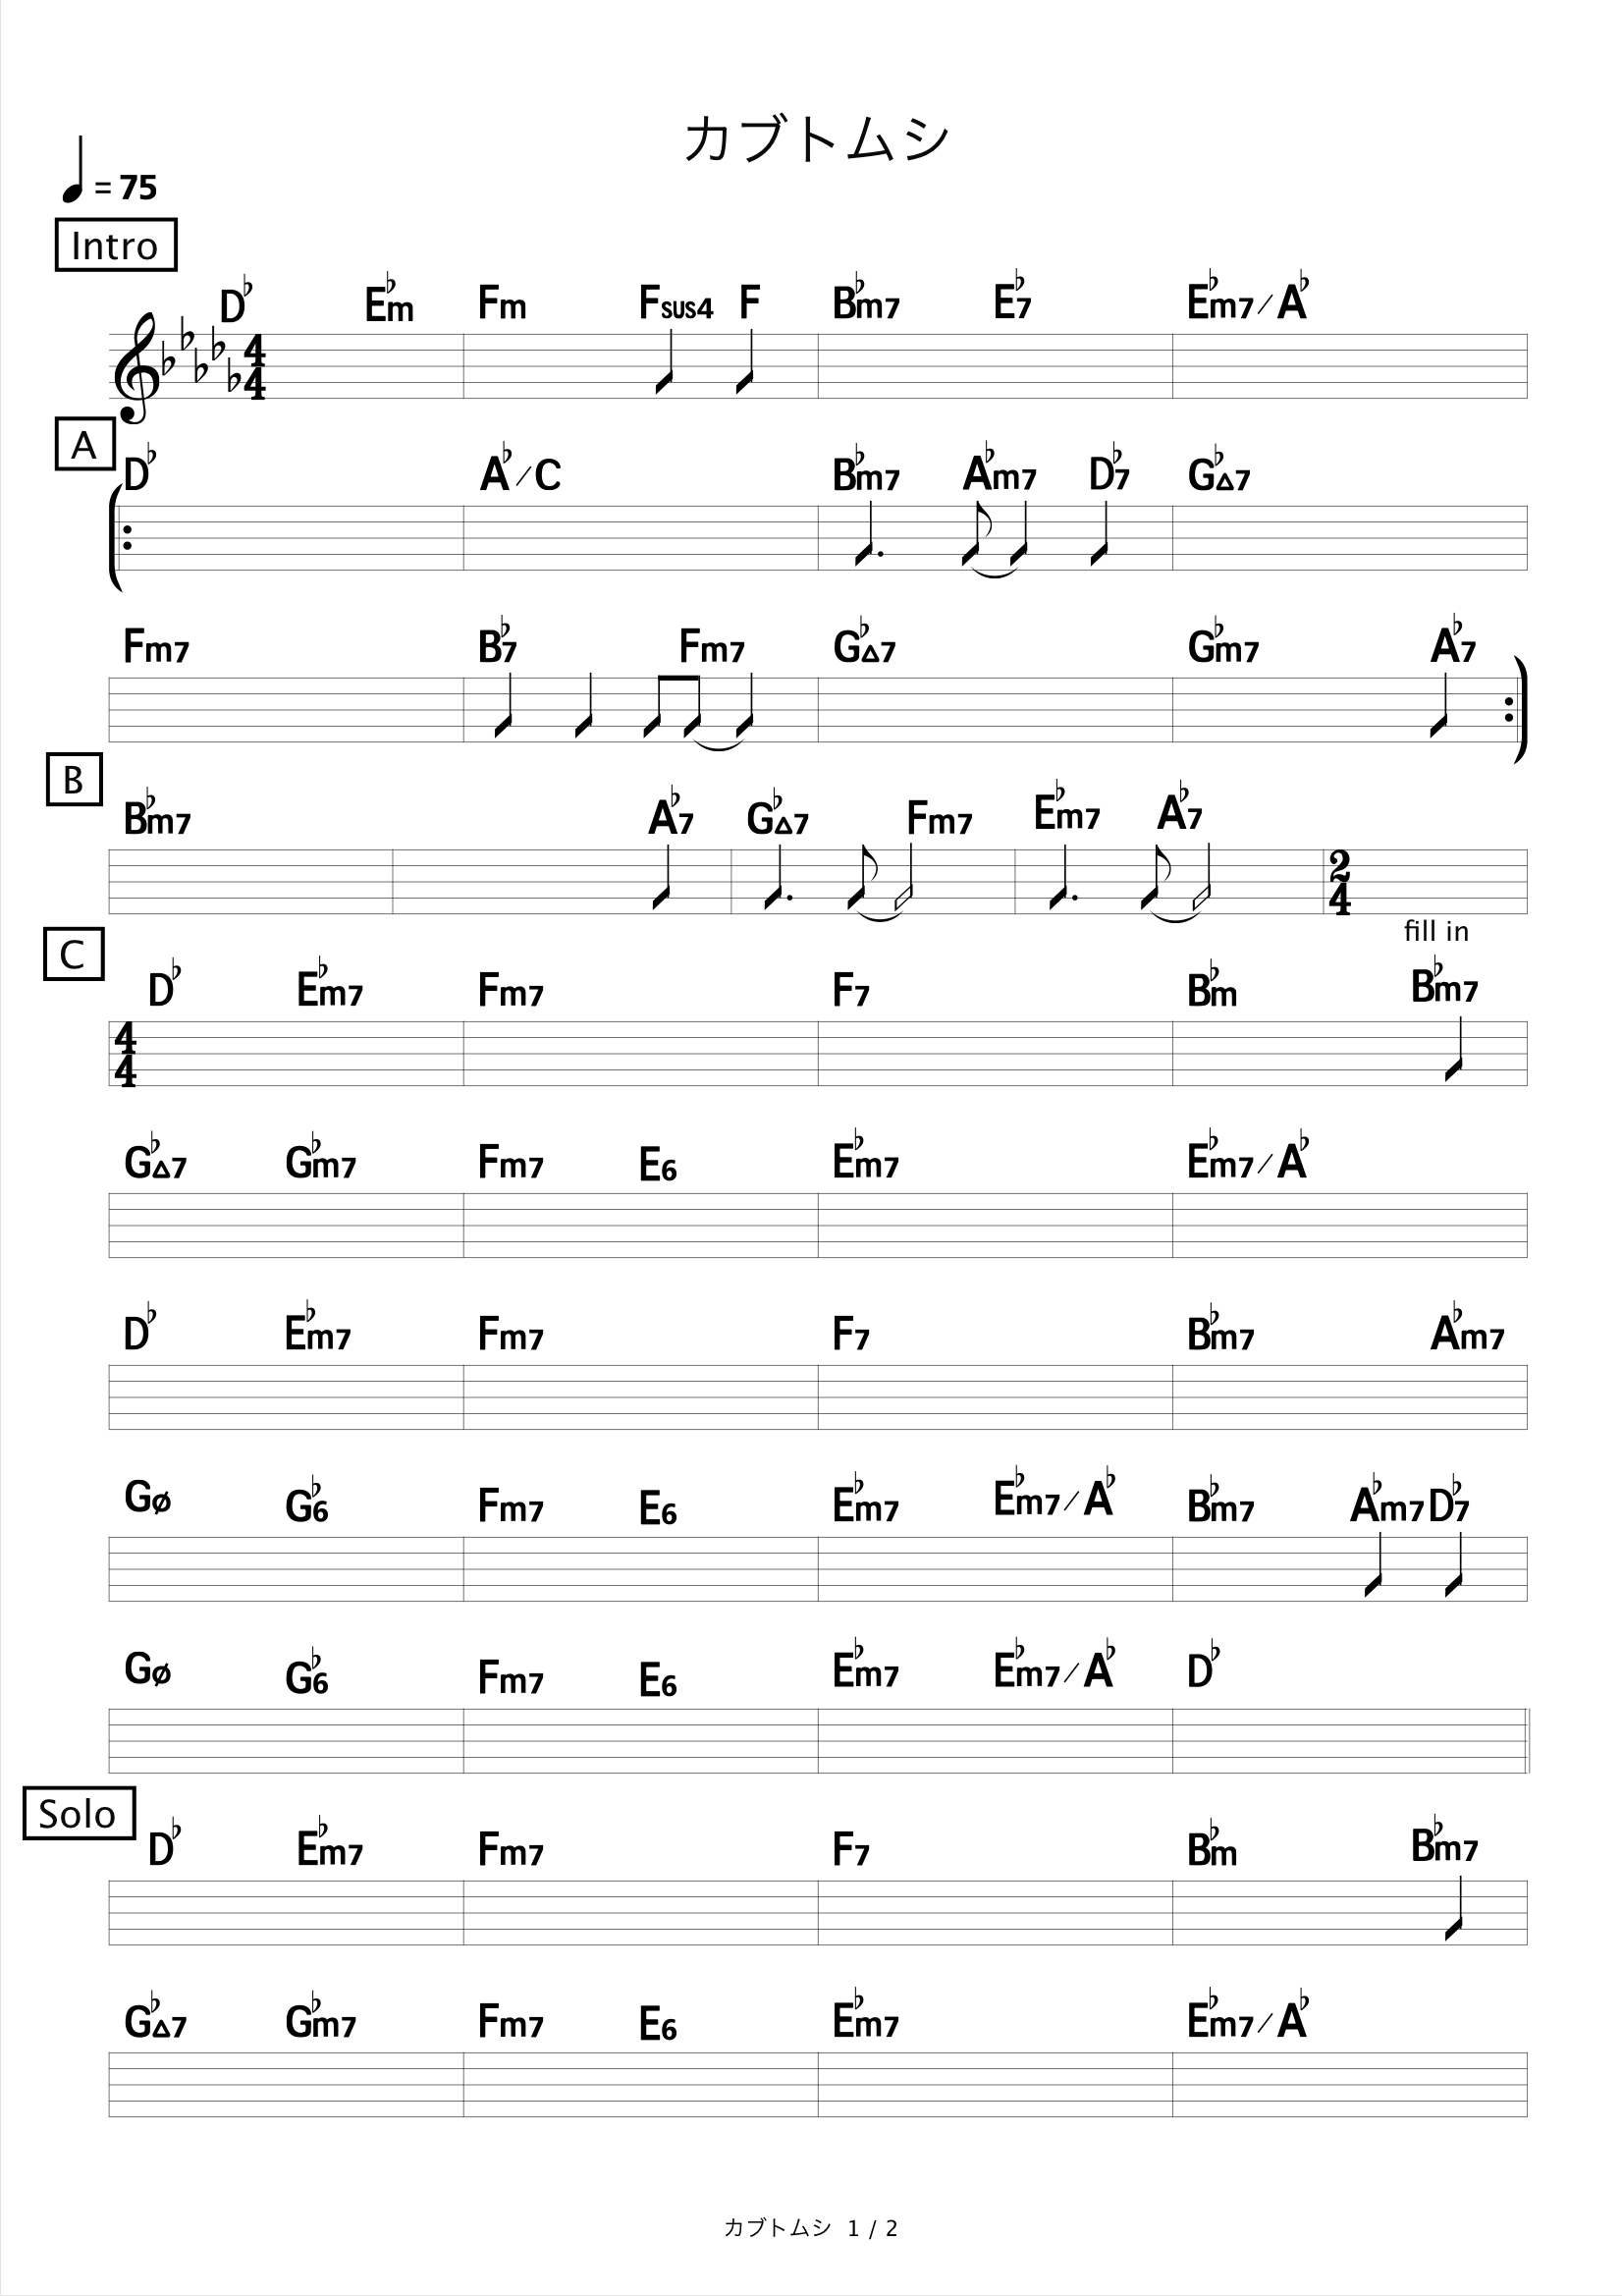 カブトムシ
♩ = 75
Intro
D♭ E♭m Fm Fsus4 F B♭m7 E♭7 E♭m7/A♭
4/4
A
D♭ A♭/C B♭m7 A♭m7 D♭7 G♭△7
Fm7 B♭7 Fm7 G♭△7 G♭m7 A♭7
B
B♭m7 A♭7 G♭△7 Fm7 E♭m7 A♭7
2/4
fill in
C
D♭ E♭m7 Fm7 F7 B♭m B♭m7
4/4
G♭△7 G♭m7 Fm7 E6 E♭m7 E♭m7/A♭
D♭ E♭m7 Fm7 F7 B♭m7 A♭m7
Gø G♭6 Fm7 E6 E♭m7 E♭m7/A♭ B♭m7 A♭m7 D♭7
Gø G♭6 Fm7 E6 E♭m7 E♭m7/A♭ D♭
Solo
D♭ E♭m7 Fm7 F7 B♭m B♭m7
G♭△7 G♭m7 Fm7 E6 E♭m7 E♭m7/A♭
カブトムシ 1 / 2